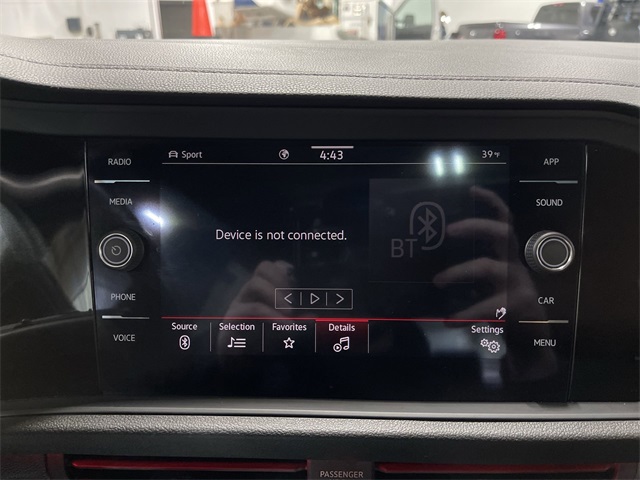 RADIO
MEDIA
PHONE
VOICE
Sport
4:43
39 °F
Device is not connected.
BT
Source
Selection
Favorites
Details
Settings
APP
SOUND
CAR
MENU
PASSENGER